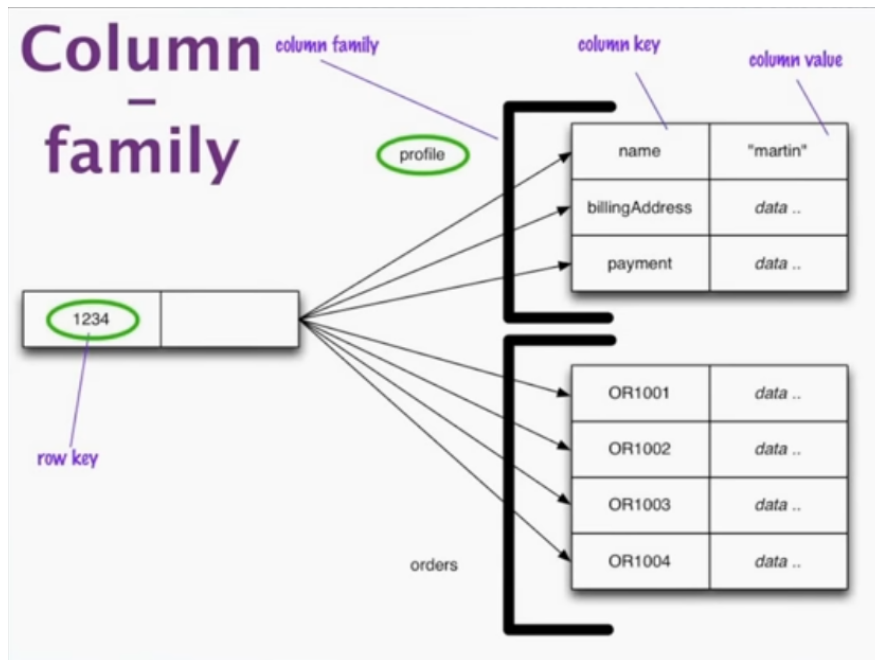 Column
–
family
column family
column key
column value
profile
name
"martin"
billingAddress
data ..
payment
data ..
1234
row key
OR1001
data ..
OR1002
data ..
OR1003
data ..
OR1004
data ..
orders